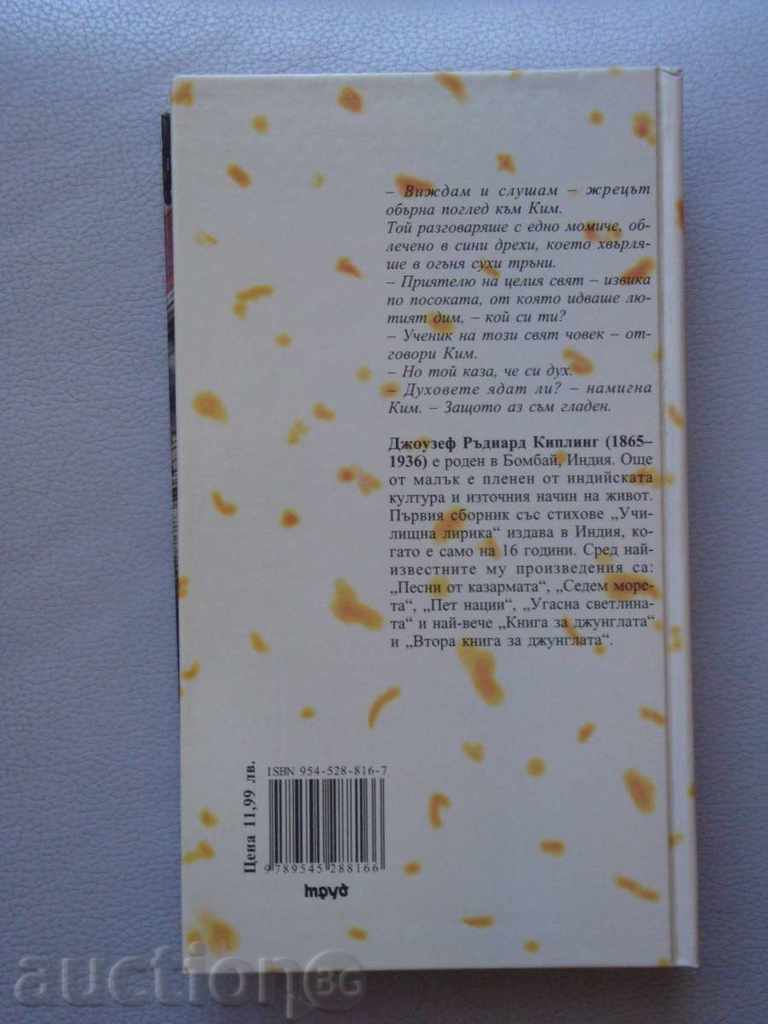 – Виждам и слушам – жрецът
обърна поглед към Ким.
Той разговаряше с едно момиче, об-
лечено в сини дрехи, което хвърля-
ше в огъня сухи тръни.
– Приятелю на целия свят – извика
по посоката, от която идваше лю-
тият дим, – кой си ти?
– Ученик на този свят човек – от-
говори Ким.
– Но той каза, че си дух.
– Духовете ядат ли? – намигна
Ким. – Защото аз съм гладен.
Джоузеф Ръдиард Киплинг (1865–
1936) е роден в Бомбай, Индия. Още
от малък е пленен от индийската
култура и източния начин на живот.
Първия сборник със стихове „Учи-
лищна лирика“ издава в Индия, ко-
гато е само на 16 години. Сред най-
известните му произведения са:
„Песни от казармата“, „Седем море-
та“, „Пет нации“, „Угасна светлина-
та“ и най-вече „Книга за джунглата“
и „Втора книга за джунглата“.
Цена 11,99 лв.
ISBN 954-528-816-7
9 789545 288166
труд
auctionBG